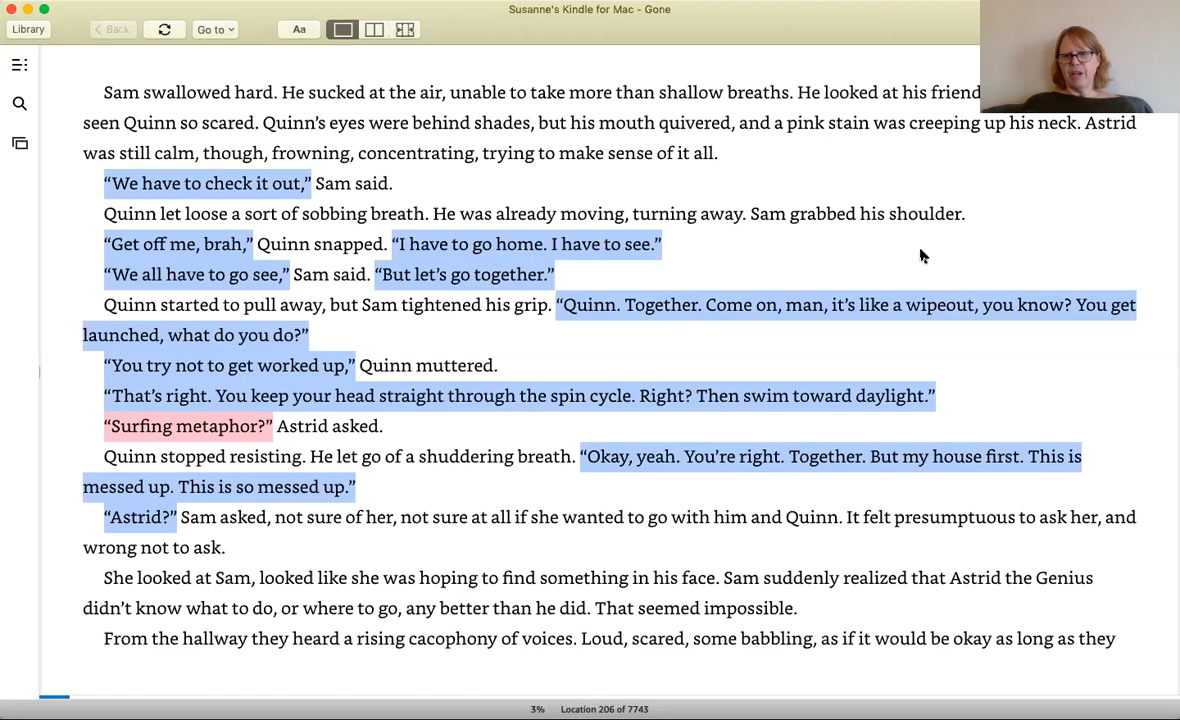 Susanne's Kindle for Mac - Gone
Library
Back
Go to
Aa
Sam swallowed hard. He sucked at the air, unable to take more than shallow breaths. He looked at his friend
seen Quinn so scared. Quinn’s eyes were behind shades, but his mouth quivered, and a pink stain was creeping up his neck. Astrid
was still calm, though, frowning, concentrating, trying to make sense of it all.
“We have to check it out,” Sam said.
Quinn let loose a sort of sobbing breath. He was already moving, turning away. Sam grabbed his shoulder.
“Get off me, brah,” Quinn snapped. “I have to go home. I have to see.”
“We all have to go see,” Sam said. “But let’s go together.”
Quinn started to pull away, but Sam tightened his grip. “Quinn. Together. Come on, man, it’s like a wipeout, you know? You get
launched, what do you do?”
“You try not to get worked up,” Quinn muttered.
“That’s right. You keep your head straight through the spin cycle. Right? Then swim toward daylight.”
“Surfing metaphor?” Astrid asked.
Quinn stopped resisting. He let go of a shuddering breath. “Okay, yeah. You’re right. Together. But my house first. This is
messed up. This is so messed up.”
“Astrid?” Sam asked, not sure of her, not sure at all if she wanted to go with him and Quinn. It felt presumptuous to ask her, and
wrong not to ask.
She looked at Sam, looked like she was hoping to find something in his face. Sam suddenly realized that Astrid the Genius
didn’t know what to do, or where to go, any better than he did. That seemed impossible.
From the hallway they heard a rising cacophony of voices. Loud, scared, some babbling, as if it would be okay as long as they
3% Location 206 of 7743